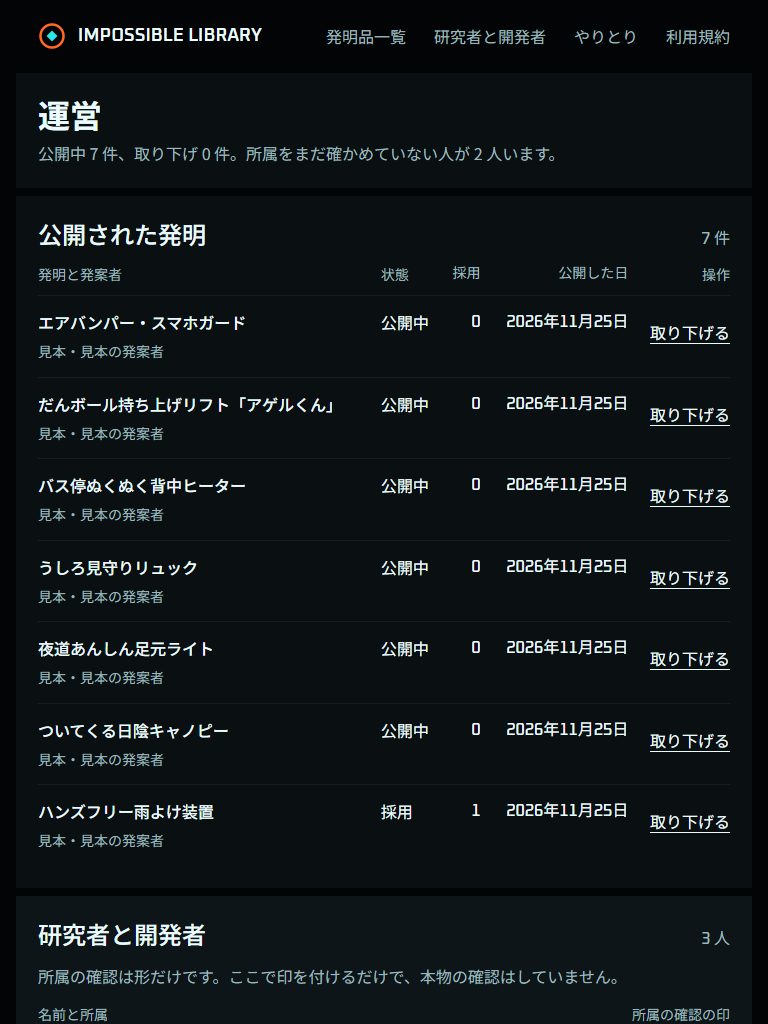 IMPOSSIBLE LIBRARY 発明品一覧 研究者と開発者 やりとり 利用規約
運営
公開中 7 件、取り下げ 0 件。所属をまだ確かめていない人が 2 人います。
公開された発明 7 件
発明と発案者 状態 採用 公開した日 操作
エアバンパー・スマホガード 公開中 0 2026年11月25日 取り下げる
見本・見本の発案者
だんボール持ち上げリフト「アゲルくん」 公開中 0 2026年11月25日 取り下げる
見本・見本の発案者
バス停ぬくぬく背中ヒーター 公開中 0 2026年11月25日 取り下げる
見本・見本の発案者
うしろ見守りリュック 公開中 0 2026年11月25日 取り下げる
見本・見本の発案者
夜道あんしん足元ライト 公開中 0 2026年11月25日 取り下げる
見本・見本の発案者
ついてくる日陰キャノピー 公開中 0 2026年11月25日 取り下げる
見本・見本の発案者
ハンズフリー雨よけ装置 採用 1 2026年11月25日 取り下げる
見本・見本の発案者
研究者と開発者 3 人
所属の確認は形だけです。ここで印を付けるだけで、本物の確認はしていません。
名前と所属 所属の確認の印